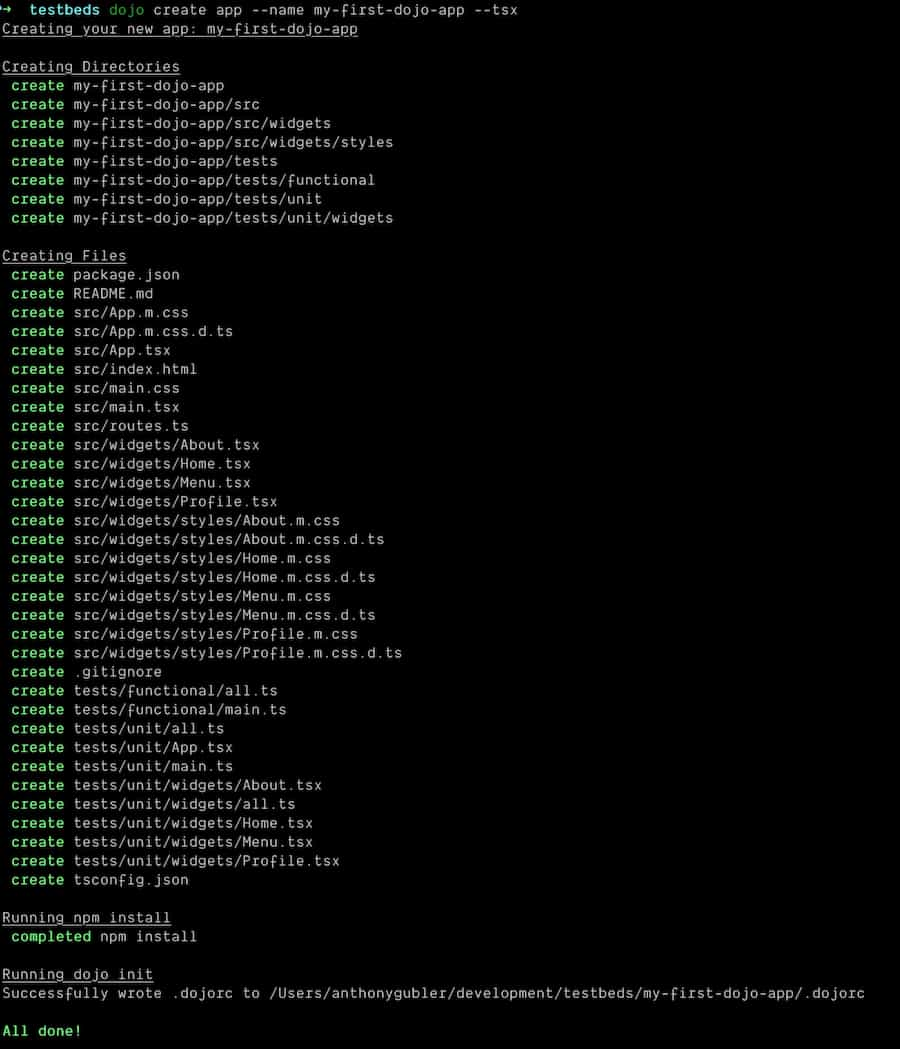 ➜ testbeds dojo create app --name my-first-dojo-app --tsx
Creating your new app: my-first-dojo-app
Creating Directories
create my-first-dojo-app
create my-first-dojo-app/src
create my-first-dojo-app/src/widgets
create my-first-dojo-app/src/widgets/styles
create my-first-dojo-app/tests
create my-first-dojo-app/tests/functional
create my-first-dojo-app/tests/unit
create my-first-dojo-app/tests/unit/widgets
Creating Files
create package.json
create README.md
create src/App.m.css
create src/App.m.css.d.ts
create src/App.tsx
create src/index.html
create src/main.css
create src/main.tsx
create src/routes.ts
create src/widgets/About.tsx
create src/widgets/Home.tsx
create src/widgets/Menu.tsx
create src/widgets/Profile.tsx
create src/widgets/styles/About.m.css
create src/widgets/styles/About.m.css.d.ts
create src/widgets/styles/Home.m.css
create src/widgets/styles/Home.m.css.d.ts
create src/widgets/styles/Menu.m.css
create src/widgets/styles/Menu.m.css.d.ts
create src/widgets/styles/Profile.m.css
create src/widgets/styles/Profile.m.css.d.ts
create .gitignore
create tests/functional/all.ts
create tests/functional/main.ts
create tests/unit/all.ts
create tests/unit/App.tsx
create tests/unit/main.ts
create tests/unit/widgets/About.tsx
create tests/unit/widgets/all.ts
create tests/unit/widgets/Home.tsx
create tests/unit/widgets/Menu.tsx
create tests/unit/widgets/Profile.tsx
create tsconfig.json
Running npm install
completed npm install
Running dojo init
Successfully wrote .dojorc to /Users/anthonygubler/development/testbeds/my-first-dojo-app/.dojorc
All done!